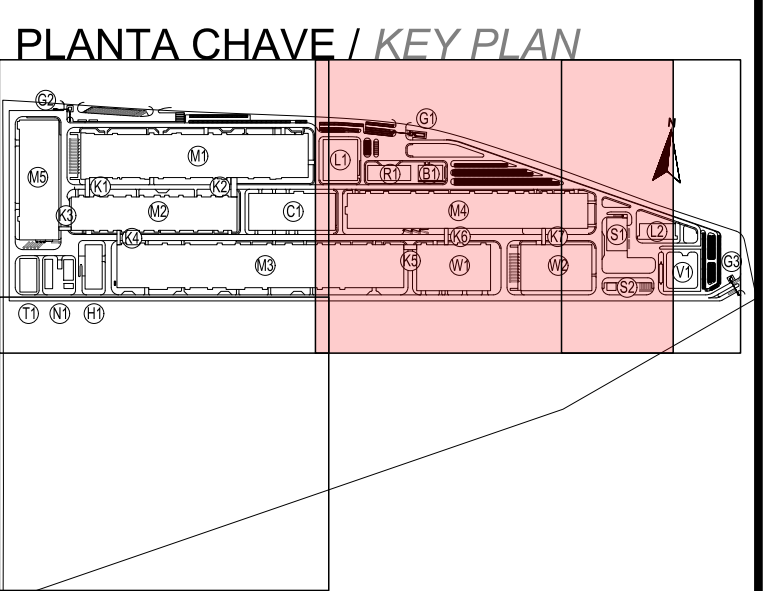 PLANTA CHAVE / KEY PLAN
G2
G1
N
M1
L1
M5
R1
B1
K1
K2
K3
M2
C1
M4
S1
L2
K4
K6
K7
M3
K5
W1
W2
V1
G3
S2
T1
N1
H1